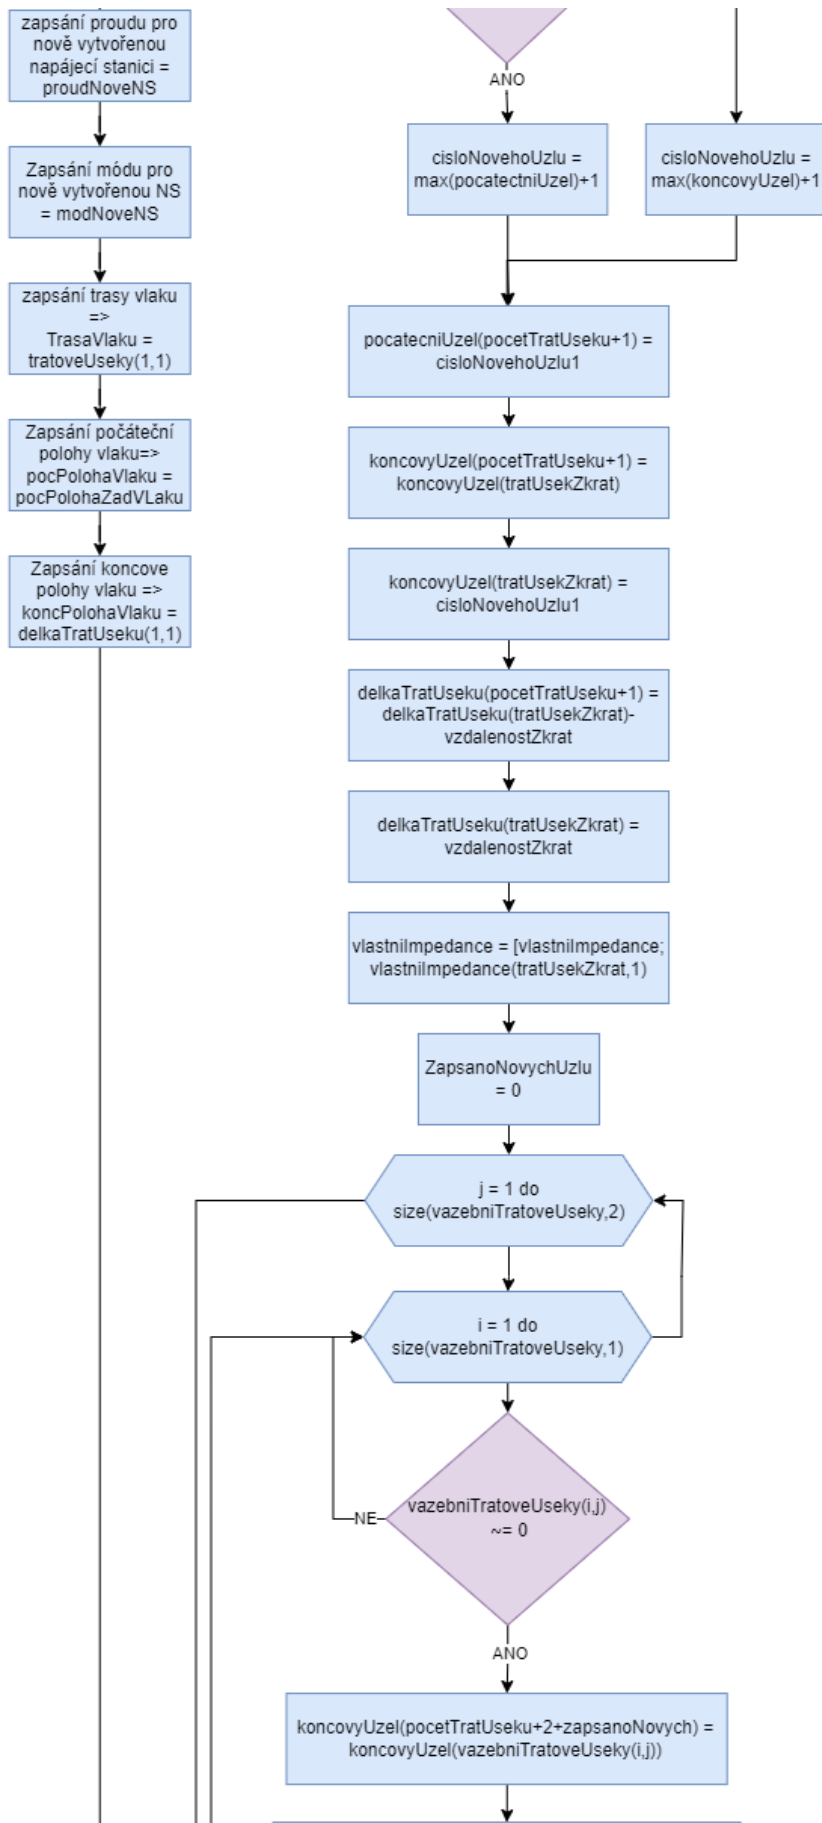 zapsání proudu pro
nově vytvořenou
napájecí stanici =
proudNoveNS
Zapsání módu pro
nově vytvořenou NS
= modNoveNS
zapsání trasy vlaku
=>
TrasaVlaku =
tratoveUseky(1,1)
Zapsání počáteční
polohy vlaku=>
pocPolohaVlaku =
pocPolohaZadVLaku
Zapsání koncove
polohy vlaku =>
koncPolohaVlaku =
delkaTratUseku(1,1)
ANO
cisloNovehoUzlu =
max(pocatectniUzel)+1
cisloNovehoUzlu =
max(koncovyUzel)+1
pocatecniUzel(pocetTratUseku+1) =
cisloNovehoUzlu1
koncovyUzel(pocetTratUseku+1) =
koncovyUzel(tratUsekZkrat)
koncovyUzel(tratUsekZkrat) =
cisloNovehoUzlu1
delkaTratUseku(pocetTratUseku+1) =
delkaTratUseku(tratUsekZkrat)-
vzdalenostZkrat
delkaTratUseku(tratUsekZkrat) =
vzdalenostZkrat
vlastniImpedance = [vlastniImpedance;
vlastniImpedance(tratUsekZkrat,1)
ZapsanoNovychUzlu
= 0
j = 1 do
size(vazebniTratoveUseky,2)
i = 1 do
size(vazebniTratoveUseky,1)
vazebniTratoveUseky(i,j)
~= 0
NE
ANO
koncovyUzel(pocetTratUseku+2+zapsanoNovych) =
koncovyUzel(vazebniTratoveUseky(i,j))